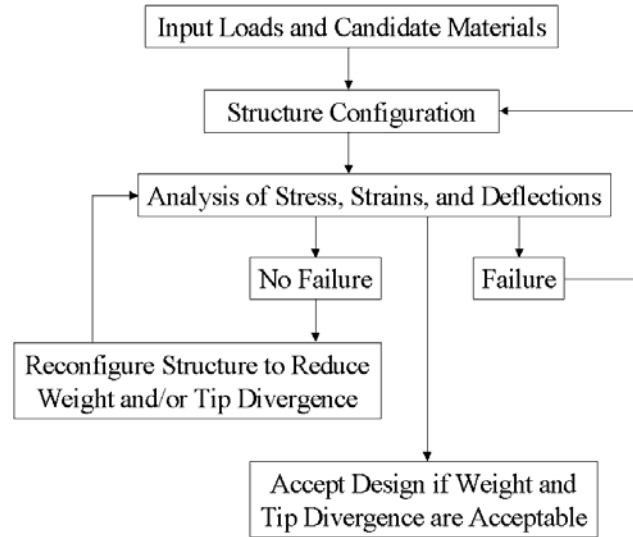 Input Loads and Candidate Materials
Structure Configuration
Analysis of Stress, Strains, and Deflections
No Failure
Failure
Reconfigure Structure to Reduce
Weight and/or Tip Divergence
Accept Design if Weight and
Tip Divergence are Acceptable